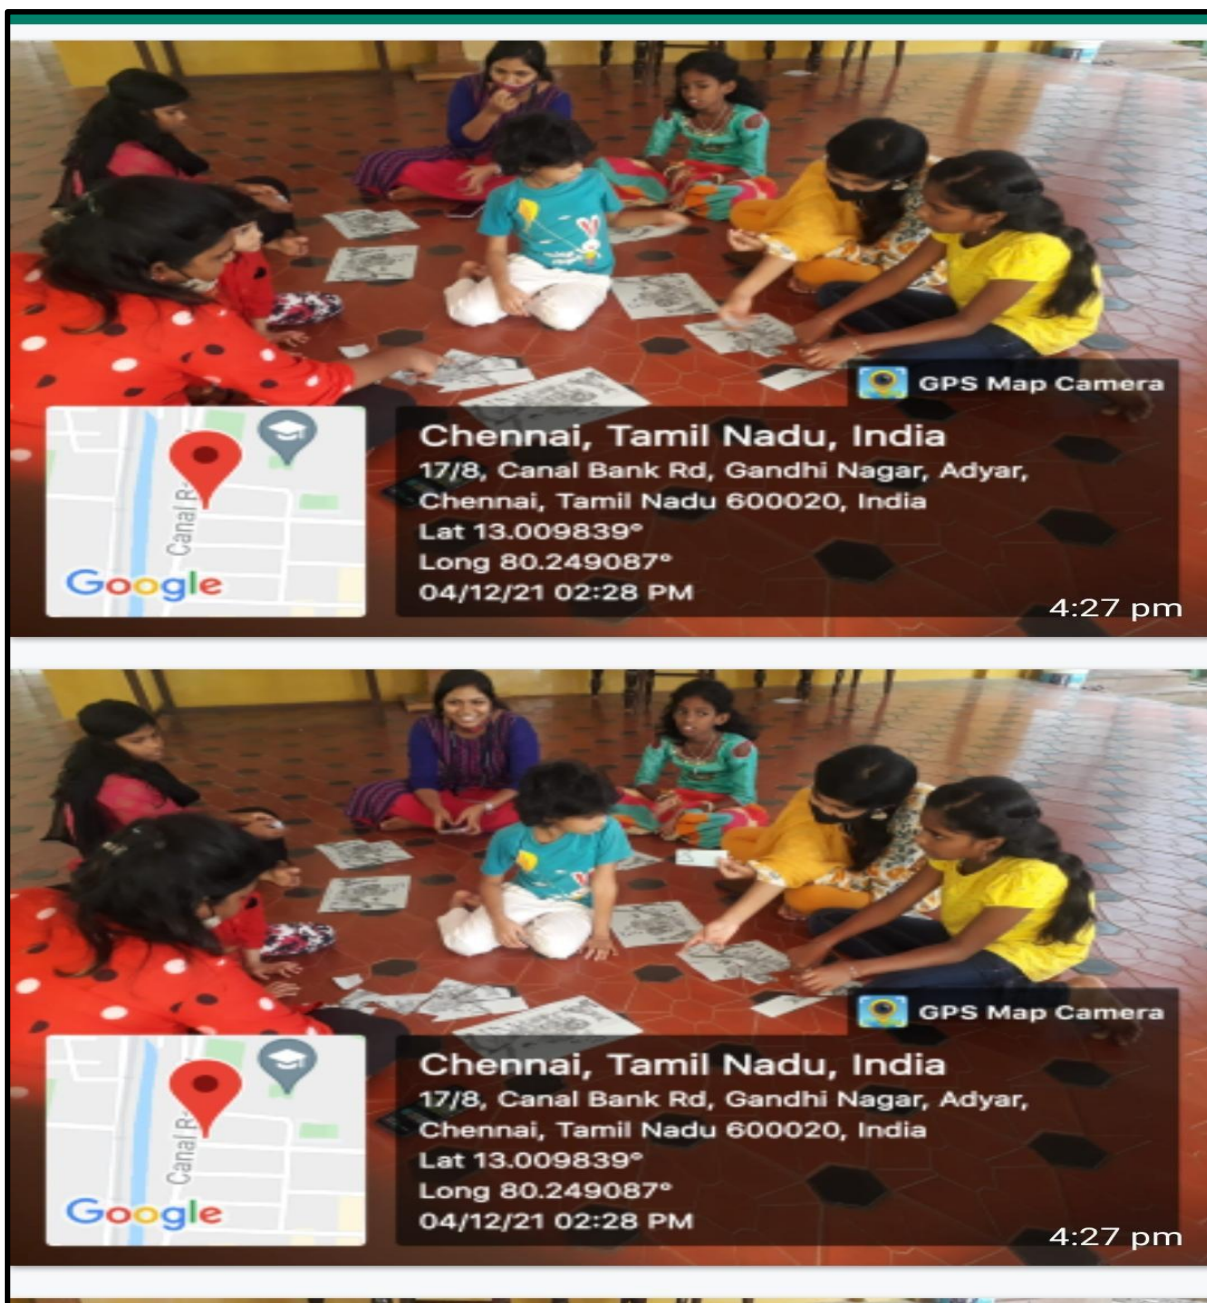 GPS Map Camera
Chennai, Tamil Nadu, India
17/8, Canal Bank Rd, Gandhi Nagar, Adyar,
Chennai, Tamil Nadu 600020, India
Lat 13.009839°
Long 80.249087°
04/12/21 02:28 PM
4:27 pm
Canal R
Google
GPS Map Camera
Chennai, Tamil Nadu, India
17/8, Canal Bank Rd, Gandhi Nagar, Adyar,
Chennai, Tamil Nadu 600020, India
Lat 13.009839°
Long 80.249087°
04/12/21 02:28 PM
4:27 pm
Canal R
Google